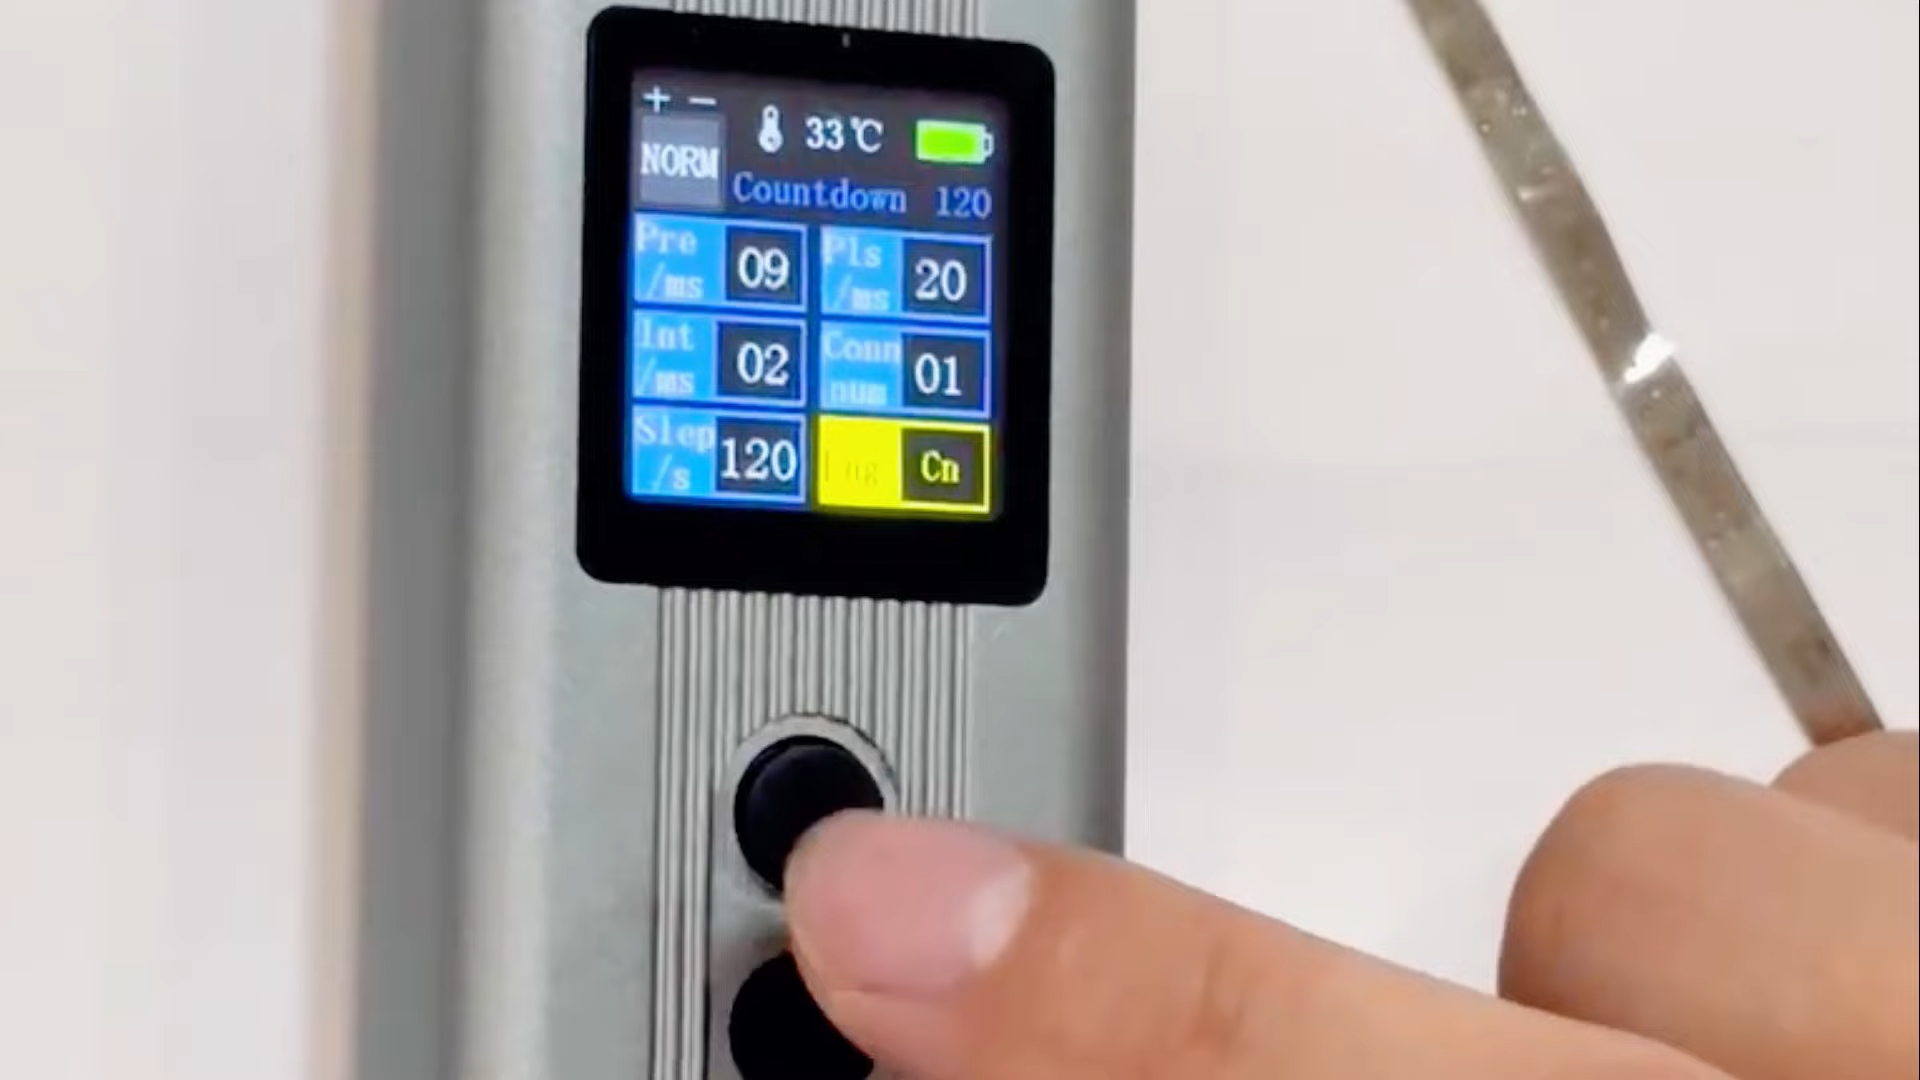 + −
33℃
NORM
Countdown 120
Pre /ms 09
Pls /ms 20
Int /ms 02
Conn num 01
Slep /s 120
Lng Cn